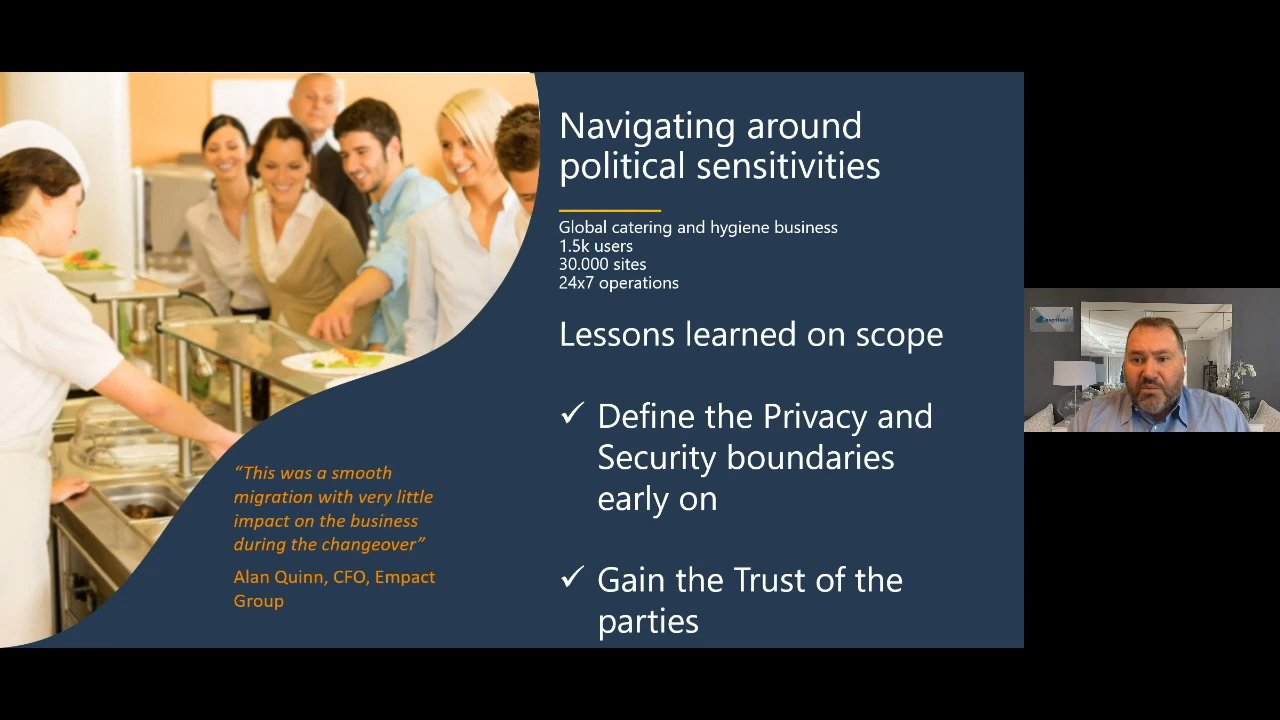 Navigating around
political sensitivities
Global catering and hygiene business
1.5k users
30.000 sites
24x7 operations
Lessons learned on scope
✓ Define the Privacy and
Security boundaries
early on
✓ Gain the Trust of the
parties
“This was a smooth
migration with very little
impact on the business
during the changeover”
Alan Quinn, CFO, Empact
Group